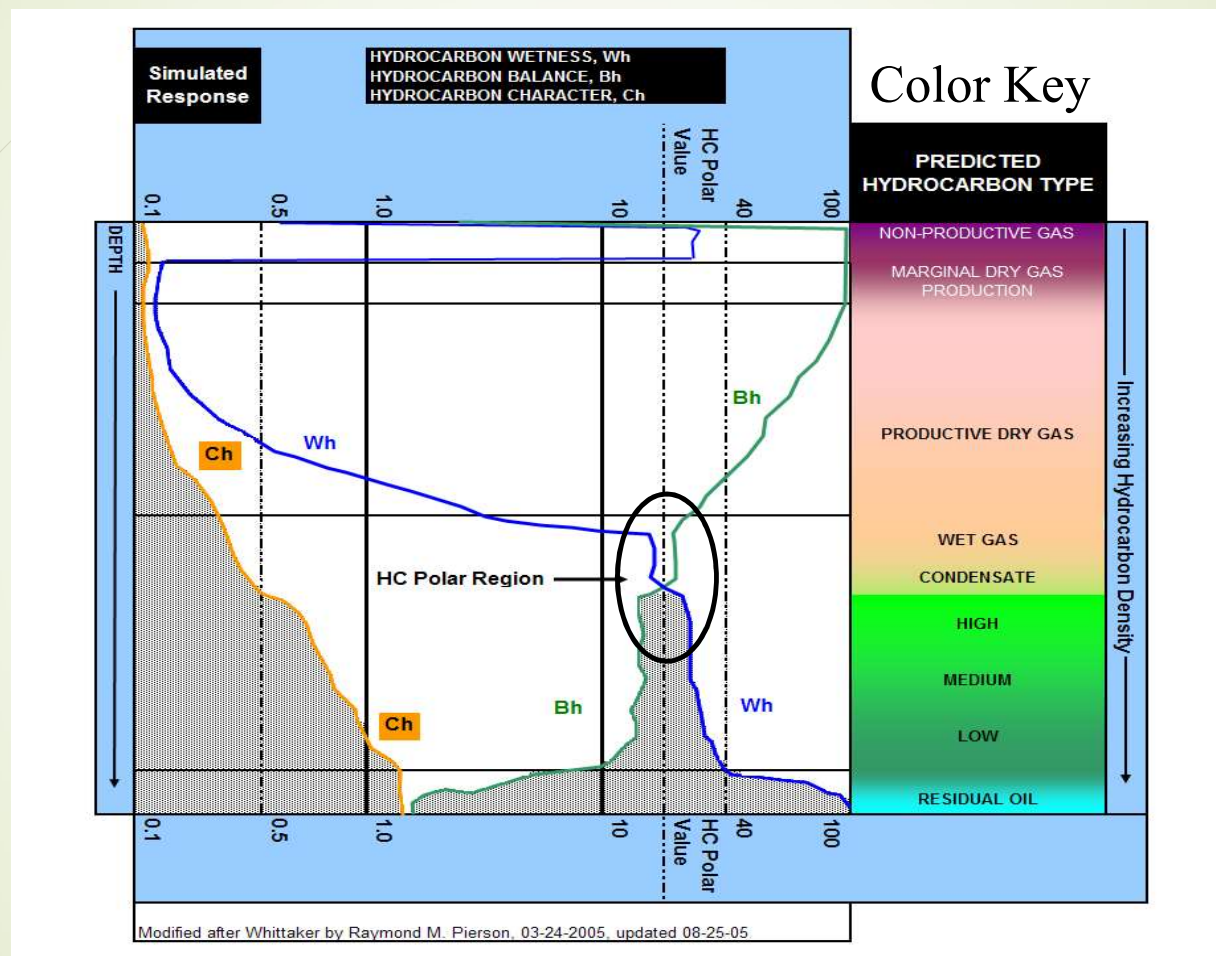 Simulated
Response
HYDROCARBON WETNESS, Wh
HYDROCARBON BALANCE, Bh
HYDROCARBON CHARACTER, Ch
Color Key
PREDICTED
HYDROCARBON TYPE
0.1
0.5
1.0
10
HC Polar
Value
40
100
DEPTH
NON-PRODUCTIVE GAS
MARGINAL DRY GAS
PRODUCTION
Bh
Wh
Ch
PRODUCTIVE DRY GAS
Increasing Hydrocarbon Density
WET GAS
HC Polar Region
CONDENSATE
HIGH
MEDIUM
Bh
Wh
Ch
LOW
RESIDUAL OIL
0.1
0.5
1.0
10
HC Polar
Value
40
100
Modified after Whittaker by Raymond M. Pierson, 03-24-2005, updated 08-25-05